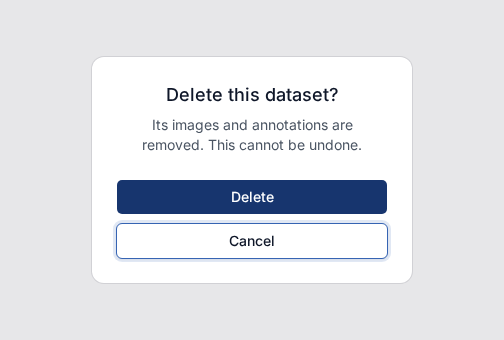 Delete this dataset?
Its images and annotations are
removed. This cannot be undone.
Delete
Cancel